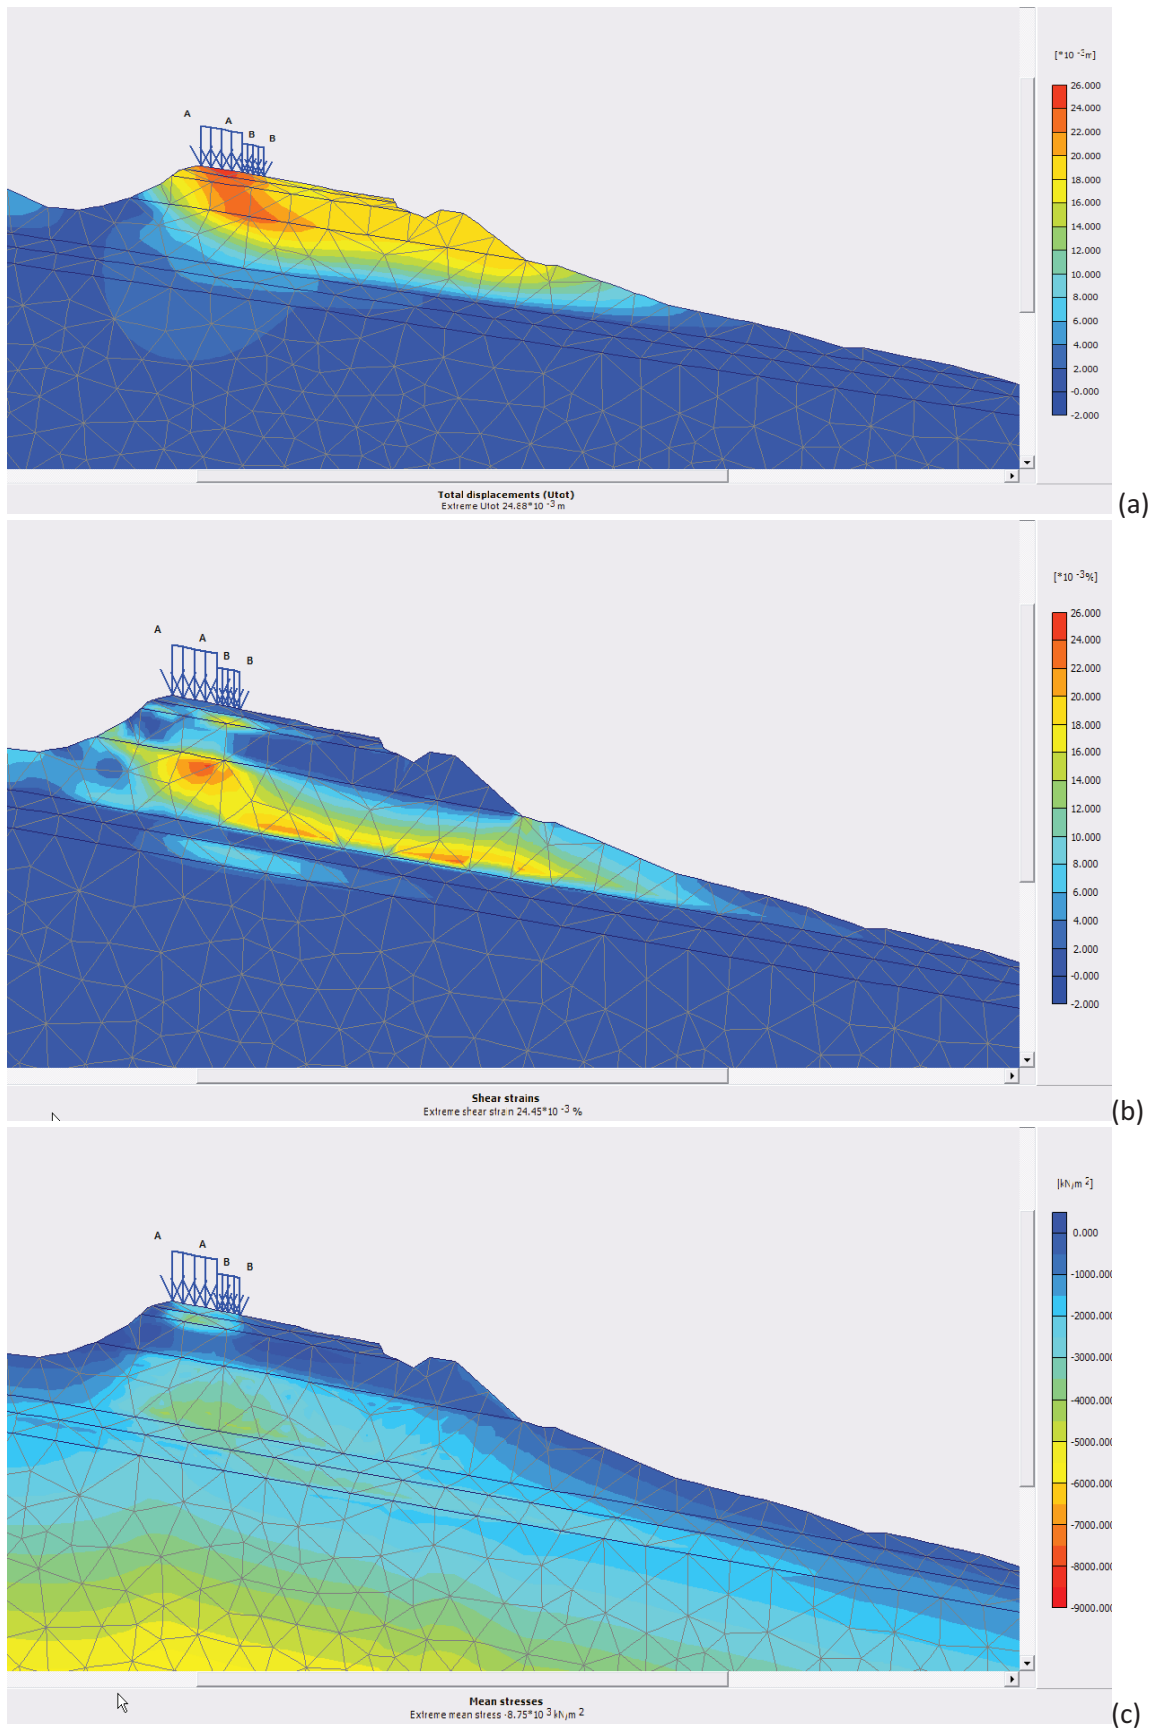 [*10 -3m]
26.000
24.000
22.000
20.000
18.000
16.000
14.000
12.000
10.000
8.000
6.000
4.000
2.000
-0.000
-2.000
A
A
B
B
Total displacements (Utot)
Extreme Utot 24.88*10 -3 m
(a)
[*10 -3%]
26.000
24.000
22.000
20.000
18.000
16.000
14.000
12.000
10.000
8.000
6.000
4.000
2.000
-0.000
-2.000
A
A
B
B
Shear strains
Extreme shear strain 24.45*10 -3 %
(b)
[kN/m 2]
0.000
-1000.000
-2000.000
-3000.000
-4000.000
-5000.000
-6000.000
-7000.000
-8000.000
-9000.000
A
A
B
B
Mean stresses
Extreme mean stress -8.75*10 3 kN/m 2
(c)